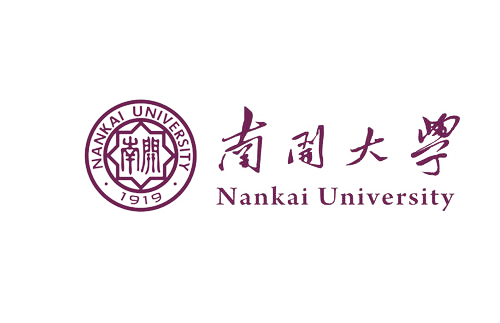 NANKAI UNIVERSITY
南開
· 1919 ·
南開大學
Nankai University